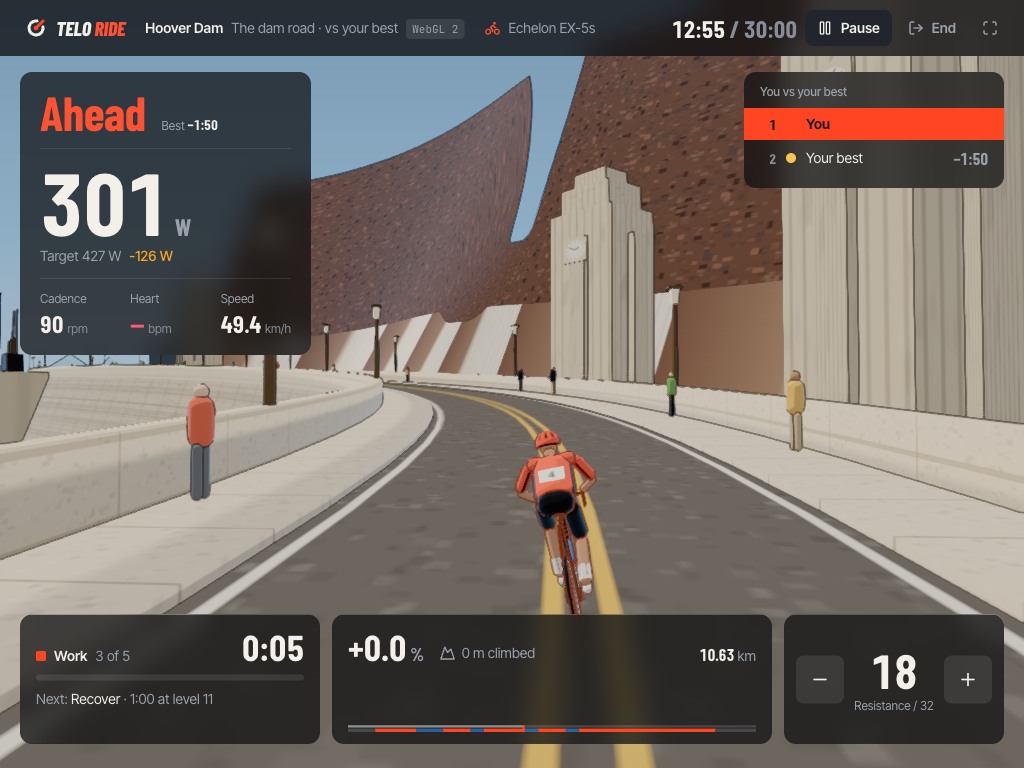 TELO RIDE
Hoover Dam The dam road · vs your best WebGL 2
Echelon EX-5s
12:55 / 30:00
Pause
End
Ahead Best −1:50
301 W
Target 427 W -126 W
Cadence Heart Speed
90 rpm – bpm 49.4 km/h
You vs your best
1 You
2 Your best −1:50
4
Work 3 of 5 0:05
Next: Recover · 1:00 at level 11
+0.0 % 0 m climbed 10.63 km
− 18 +
Resistance / 32